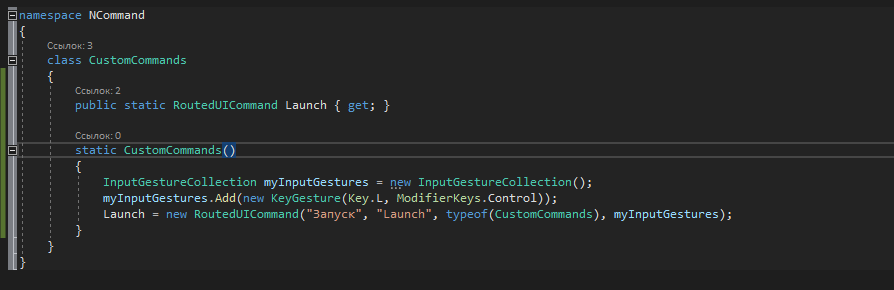 namespace NCommand
{
Ссылок: 3
class CustomCommands
{
Ссылок: 2
public static RoutedUICommand Launch { get; }
Ссылок: 0
static CustomCommands()
{
InputGestureCollection myInputGestures = new InputGestureCollection();
myInputGestures.Add(new KeyGesture(Key.L, ModifierKeys.Control));
Launch = new RoutedUICommand("Запуск", "Launch", typeof(CustomCommands), myInputGestures);
}
}
}